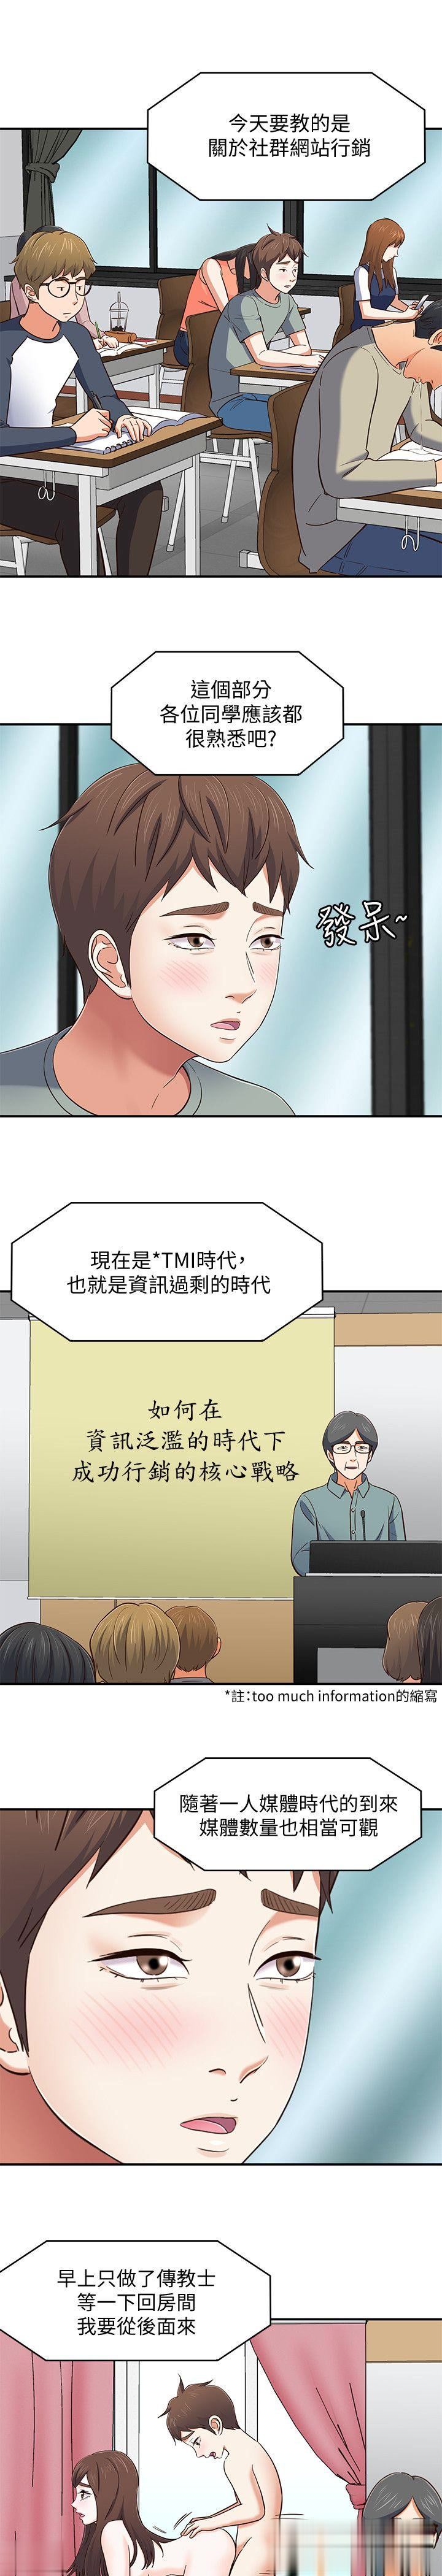 今天要教的是
關於社群網站行銷
這個部分
各位同學應該都
很熟悉吧?
發呆~
現在是*TMI時代，
也就是資訊過剩的時代
如何在
資訊泛濫的時代下
成功行銷的核心戰略
*註：too much information的縮寫
隨著一人媒體時代的到來
媒體數量也相當可觀
早上只做了傳教士
等一下回房間
我要從後面來